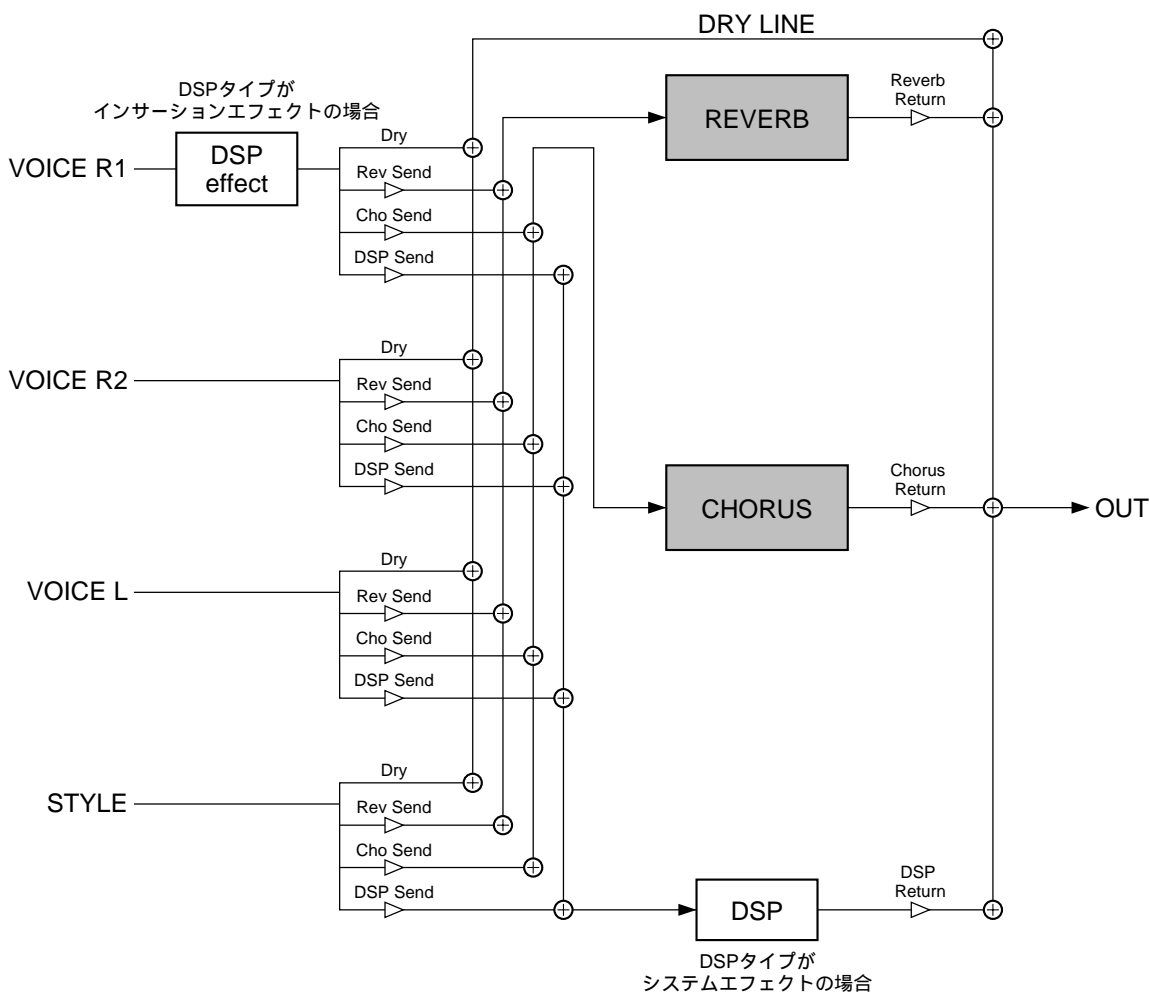 DRY LINE
DSPタイプが
インサーションエフェクトの場合
VOICE R1
DSP
effect
Dry
Rev Send
Cho Send
DSP Send
REVERB
Reverb
Return
VOICE R2
Dry
Rev Send
Cho Send
DSP Send
CHORUS
Chorus
Return
OUT
VOICE L
Dry
Rev Send
Cho Send
DSP Send
STYLE
Dry
Rev Send
Cho Send
DSP Send
DSP
DSP
Return
DSPタイプが
システムエフェクトの場合